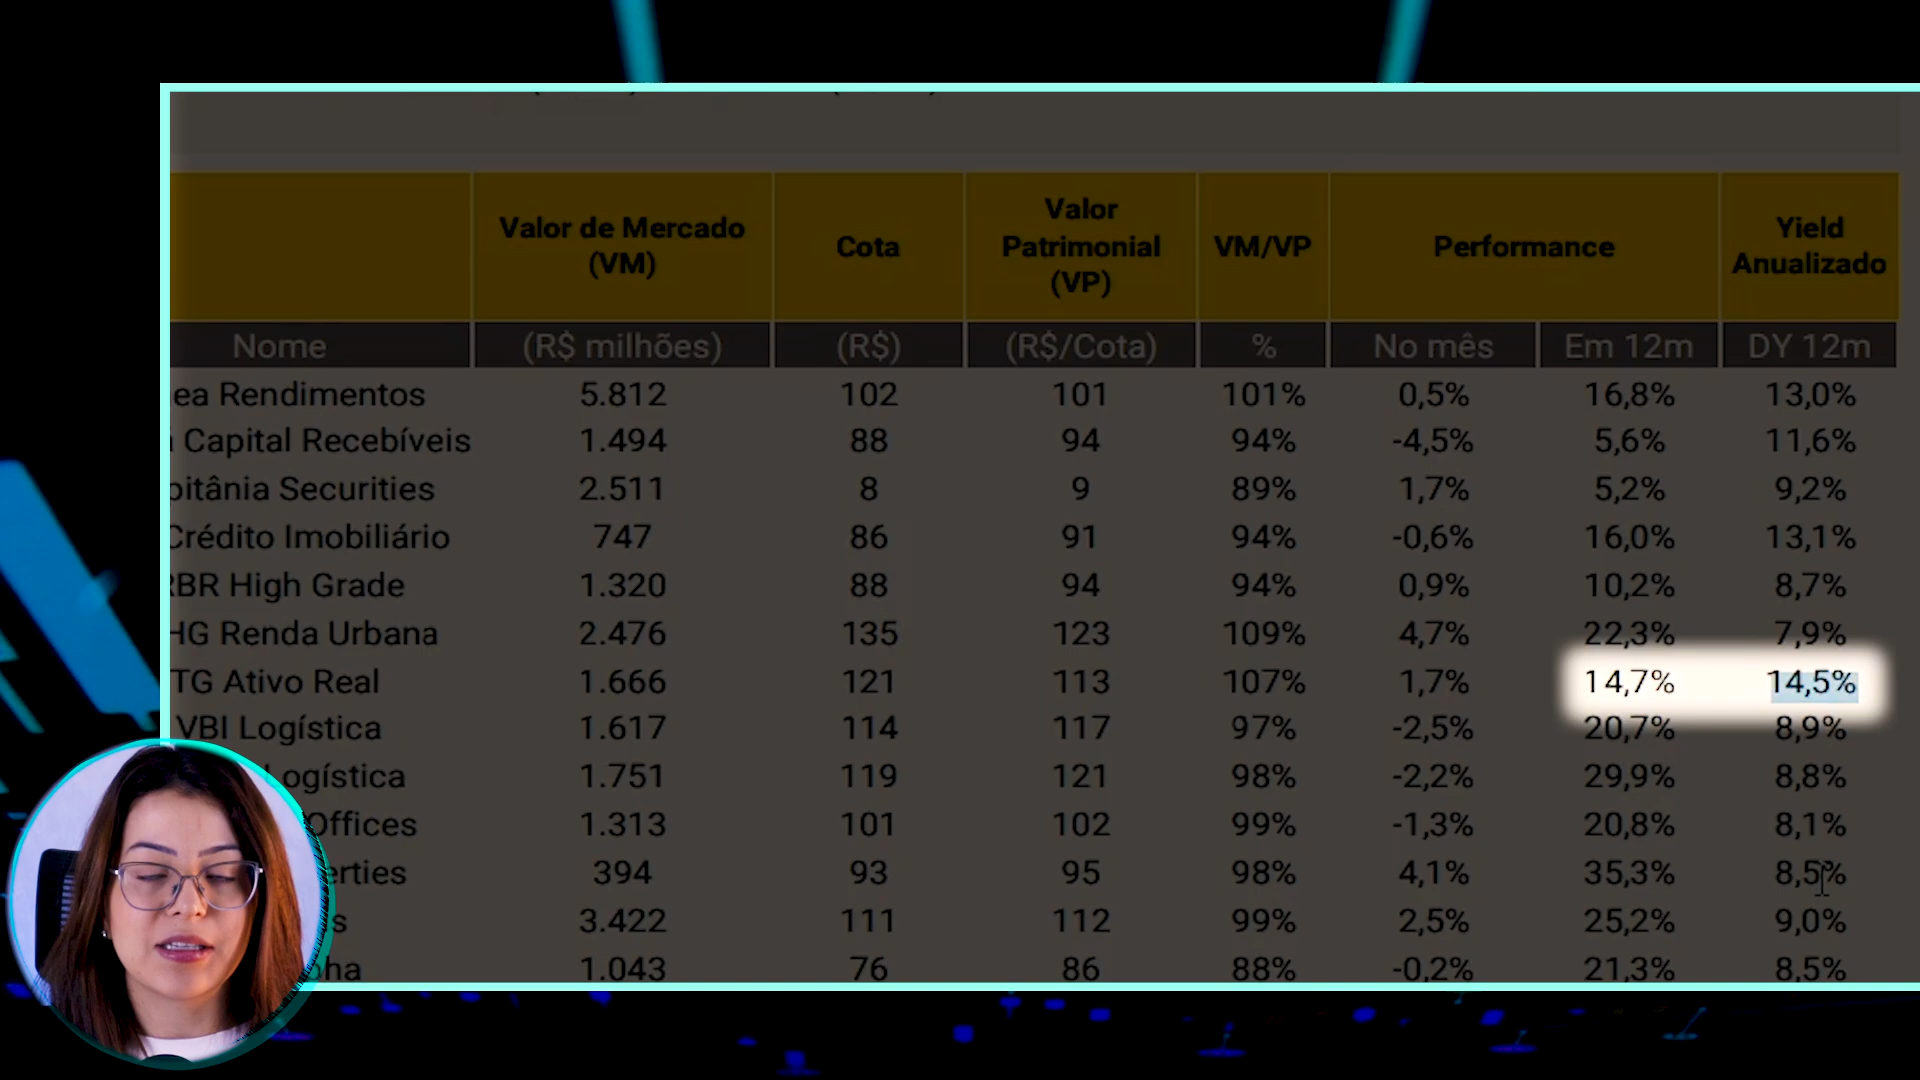 Valor de Mercado (VM) Cota Valor Patrimonial (VP) VM/VP Performance Yield Anualizado
Nome (R$ milhões) (R$) (R$/Cota) % No mês Em 12m DY 12m
ea Rendimentos 5.812 102 101 101% 0,5% 16,8% 13,0%
Capital Recebíveis 1.494 88 94 94% -4,5% 5,6% 11,6%
pitânia Securities 2.511 8 9 89% 1,7% 5,2% 9,2%
Crédito Imobiliário 747 86 91 94% -0,6% 16,0% 13,1%
RBR High Grade 1.320 88 94 94% 0,9% 10,2% 8,7%
HG Renda Urbana 2.476 135 123 109% 4,7% 22,3% 7,9%
TG Ativo Real 1.666 121 113 107% 1,7% 14,7% 14,5%
VBI Logística 1.617 114 117 97% -2,5% 20,7% 8,9%
Logística 1.751 119 121 98% -2,2% 29,9% 8,8%
Offices 1.313 101 102 99% -1,3% 20,8% 8,1%
erties 394 93 95 98% 4,1% 35,3% 8,5%
s 3.422 111 112 99% 2,5% 25,2% 9,0%
ha 1.043 76 86 88% -0,2% 21,3% 8,5%